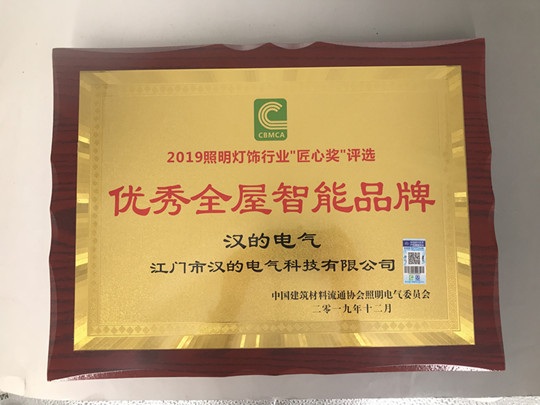 CBMCA
2019照明灯饰行业"匠心奖"评选
优秀全屋智能品牌
汉的电气
江门市汉的电气科技有限公司
中国建筑材料流通协会照明电气委员会
二零一九年十二月